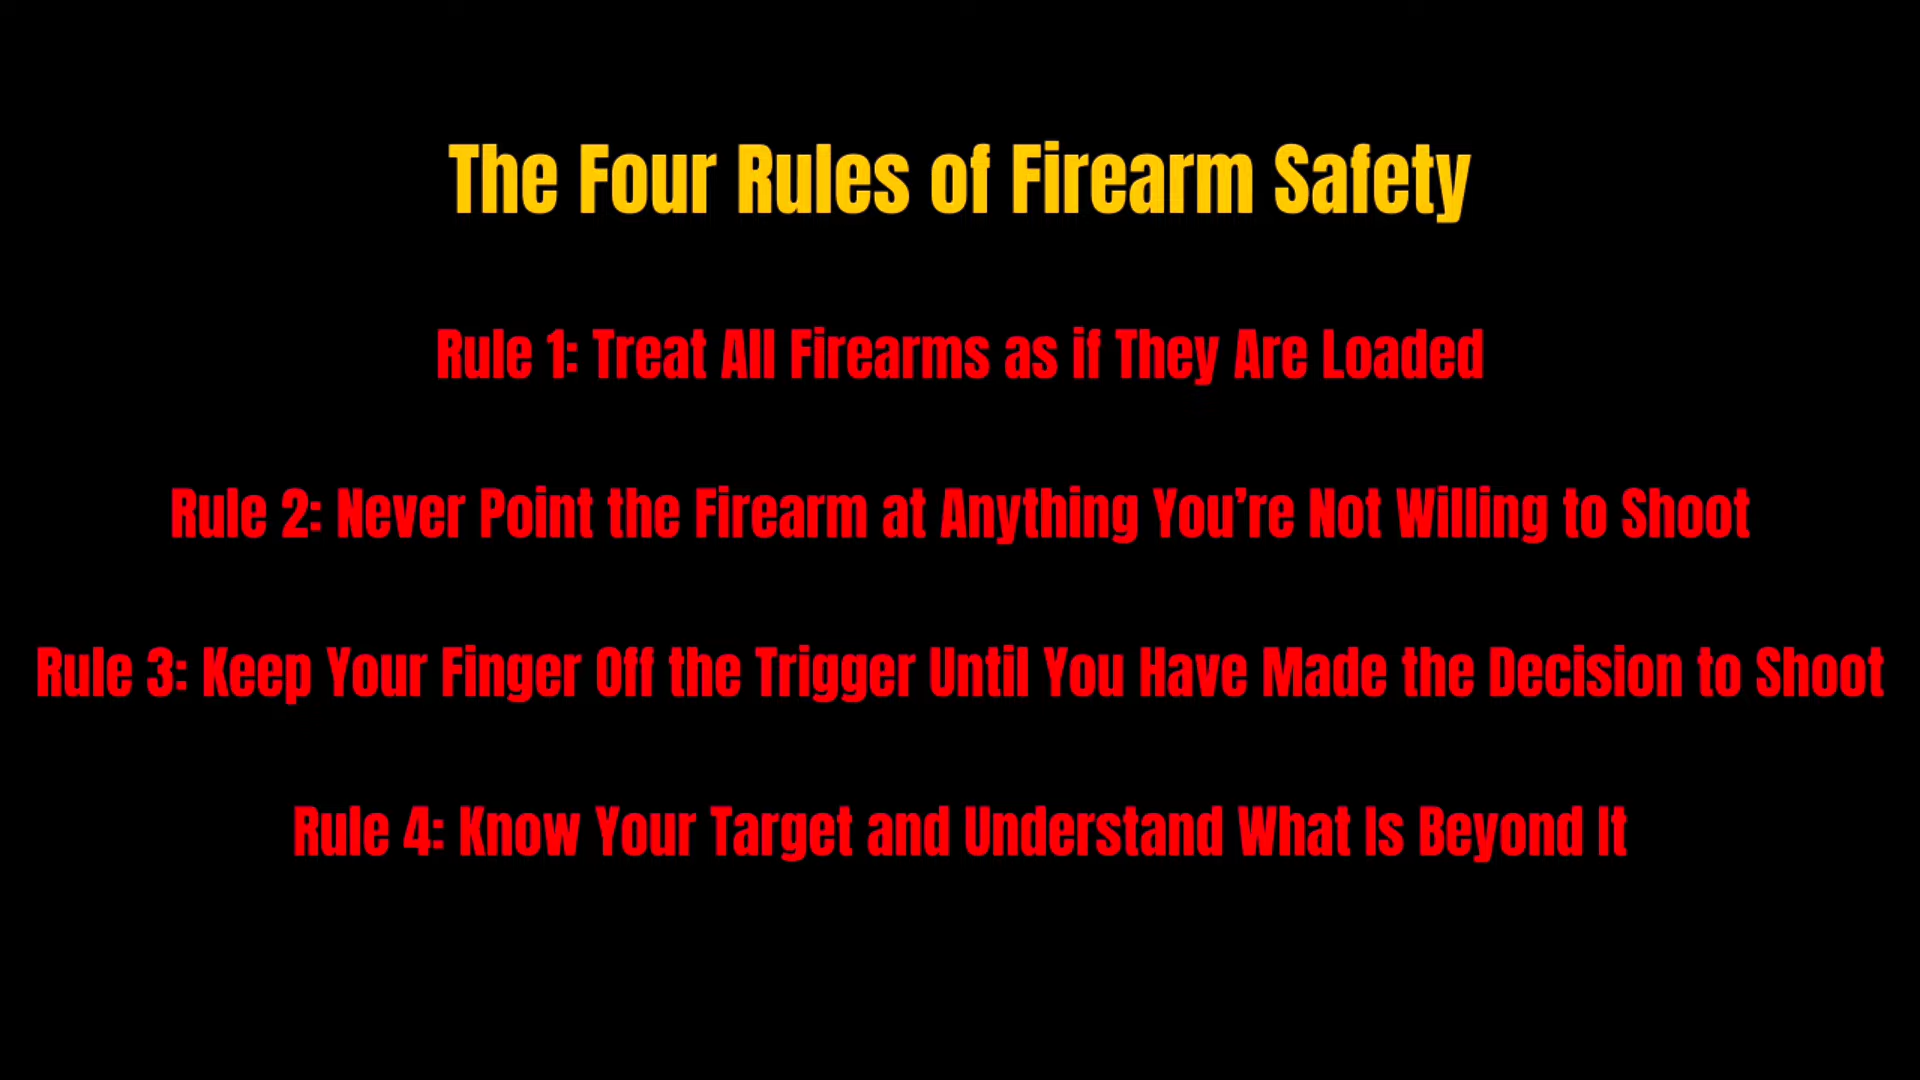 The Four Rules of Firearm Safety
Rule 1: Treat All Firearms as if They Are Loaded
Rule 2: Never Point the Firearm at Anything You’re Not Willing to Shoot
Rule 3: Keep Your Finger Off the Trigger Until You Have Made the Decision to Shoot
Rule 4: Know Your Target and Understand What Is Beyond It